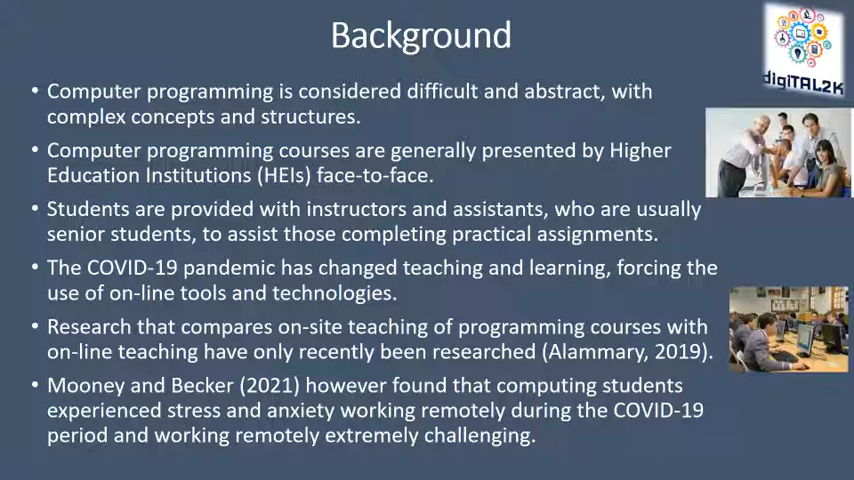 Background
digiTAL2K
• Computer programming is considered difficult and abstract, with
complex concepts and structures.
• Computer programming courses are generally presented by Higher
Education Institutions (HEIs) face-to-face.
• Students are provided with instructors and assistants, who are usually
senior students, to assist those completing practical assignments.
• The COVID-19 pandemic has changed teaching and learning, forcing the
use of on-line tools and technologies.
• Research that compares on-site teaching of programming courses with
on-line teaching have only recently been researched (Alammary, 2019).
• Mooney and Becker (2021) however found that computing students
experienced stress and anxiety working remotely during the COVID-19
period and working remotely extremely challenging.